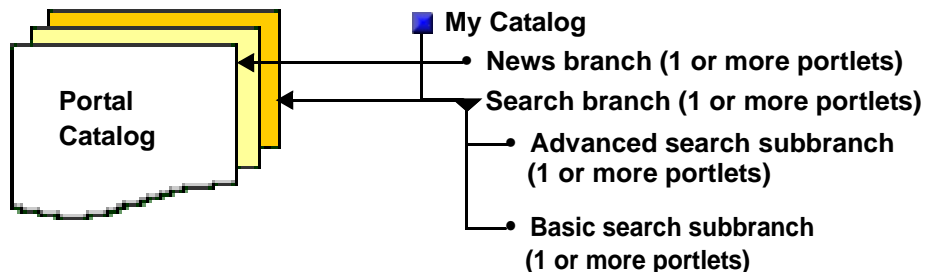 Portal
Catalog
My Catalog
News branch (1 or more portlets)
Search branch (1 or more portlets)
Advanced search subbranch
(1 or more portlets)
Basic search subbranch
(1 or more portlets)